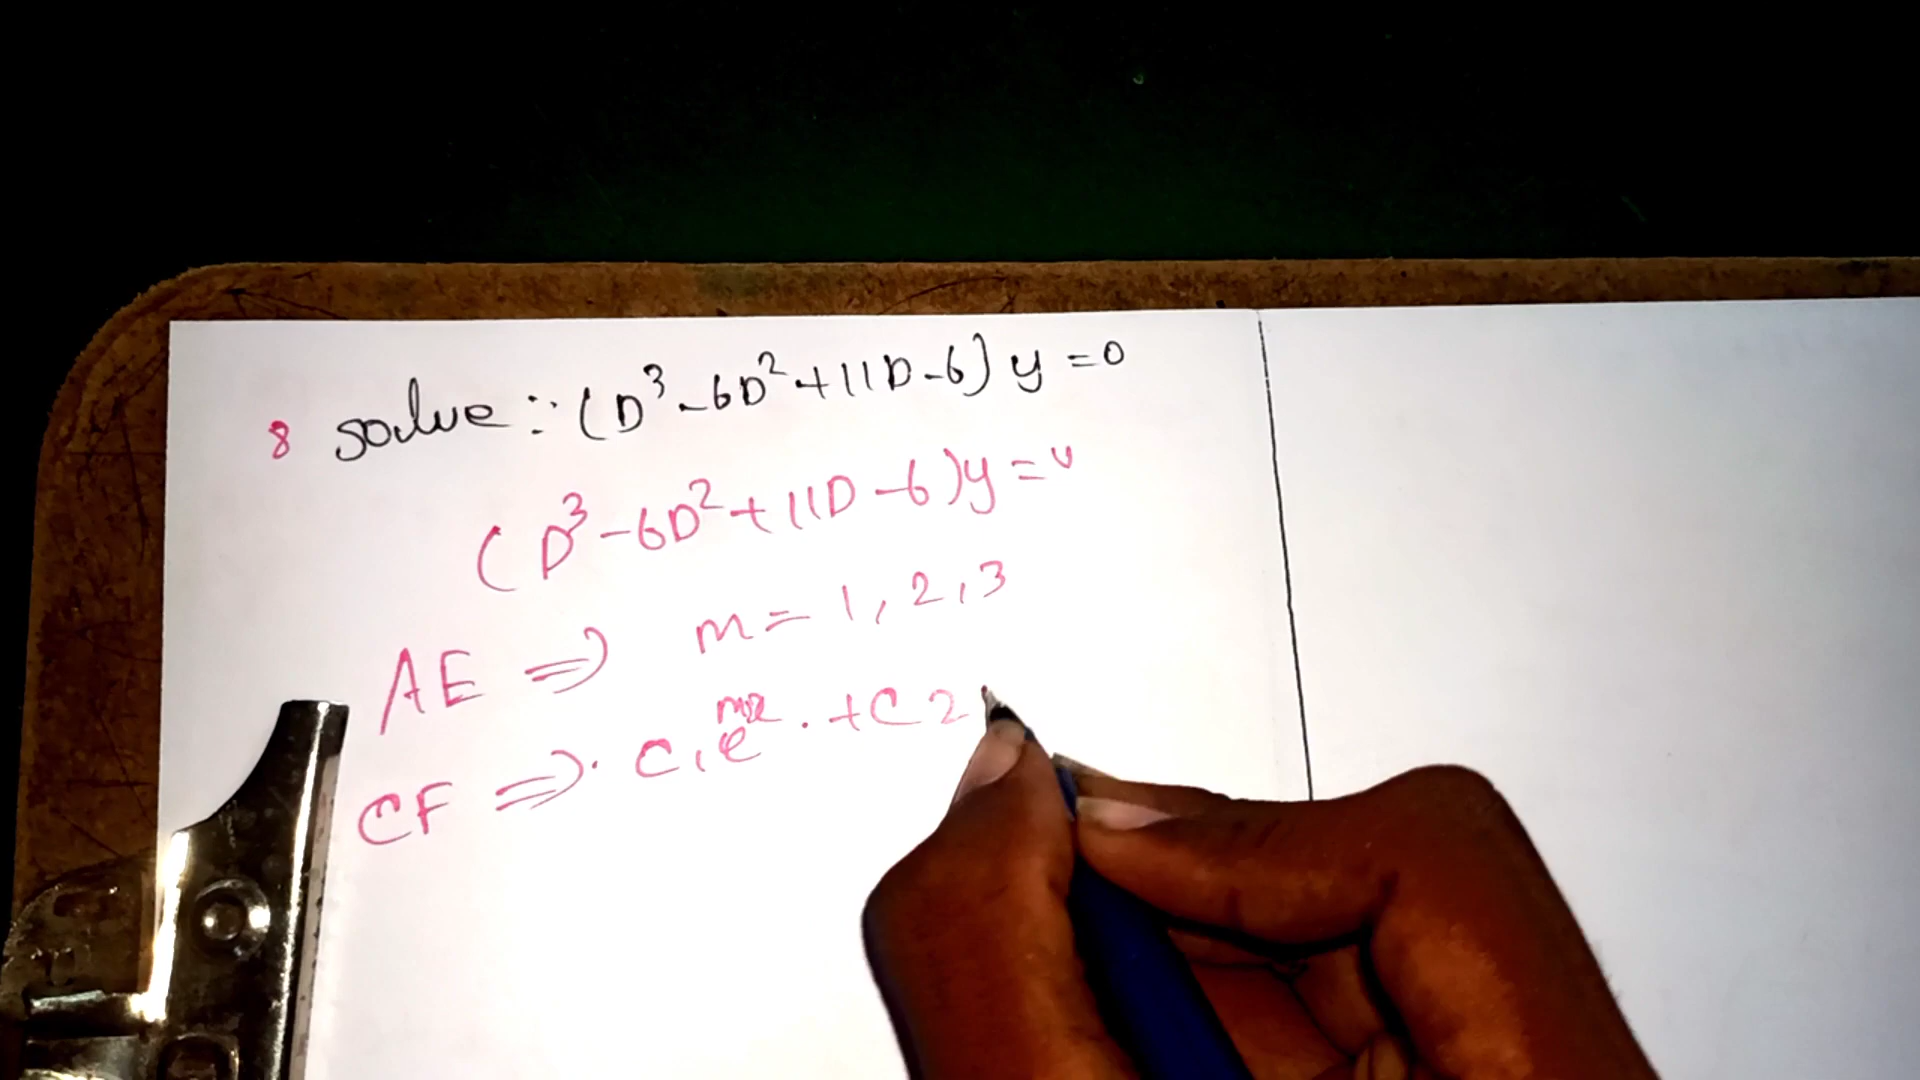 8 solve :- (D³-6D²+11D-6) y =0
(D³-6D²+11D-6)y=0
AE ⇒ m = 1, 2, 3
CF ⇒ . C₁e^mx . +C2